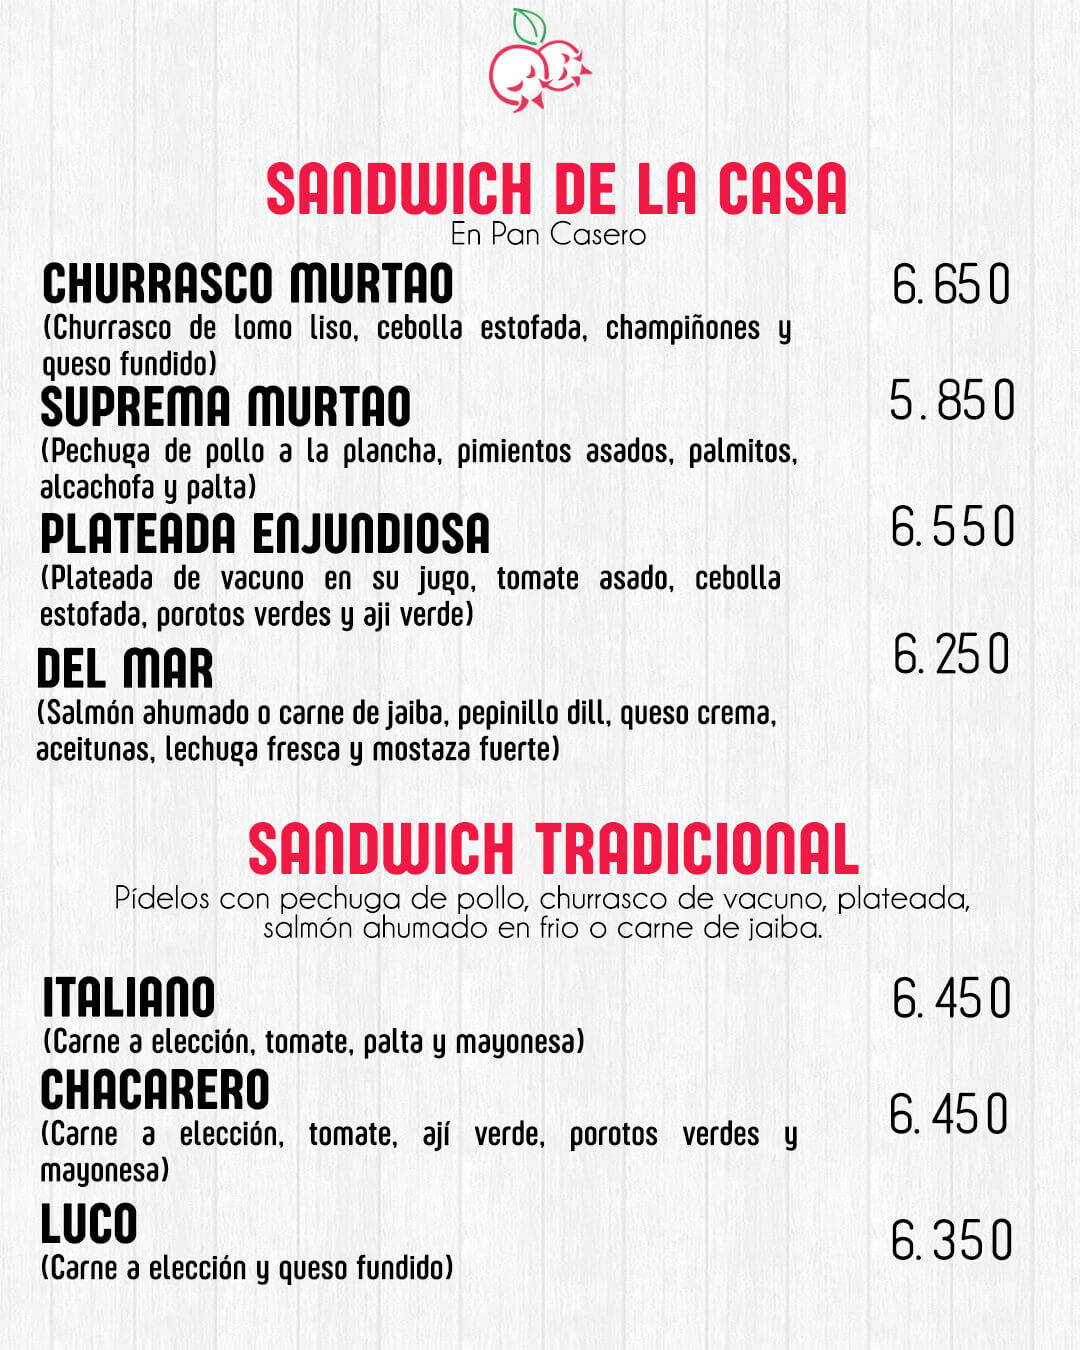 SANDWICH DE LA CASA
En Pan Casero
CHURRASCO MURTAO 6.650
(Churrasco de lomo liso, cebolla estofada, champiñones y
queso fundido)
SUPREMA MURTAO 5.850
(Pechuga de pollo a la plancha, pimientos asados, palmitos,
alcachofa y palta)
PLATEADA ENJUNDIOSA 6.550
(Plateada de vacuno en su jugo, tomate asado, cebolla
estofada, porotos verdes y aji verde)
DEL MAR 6.250
(Salmón ahumado o carne de jaiba, pepinillo dill, queso crema,
aceitunas, lechuga fresca y mostaza fuerte)
SANDWICH TRADICIONAL
Pídelos con pechuga de pollo, churrasco de vacuno, plateada,
salmón ahumado en frio o carne de jaiba.
ITALIANO 6.450
(Carne a elección, tomate, palta y mayonesa)
CHACARERO 6.450
(Carne a elección, tomate, ají verde, porotos verdes y
mayonesa)
LUCO 6.350
(Carne a elección y queso fundido)